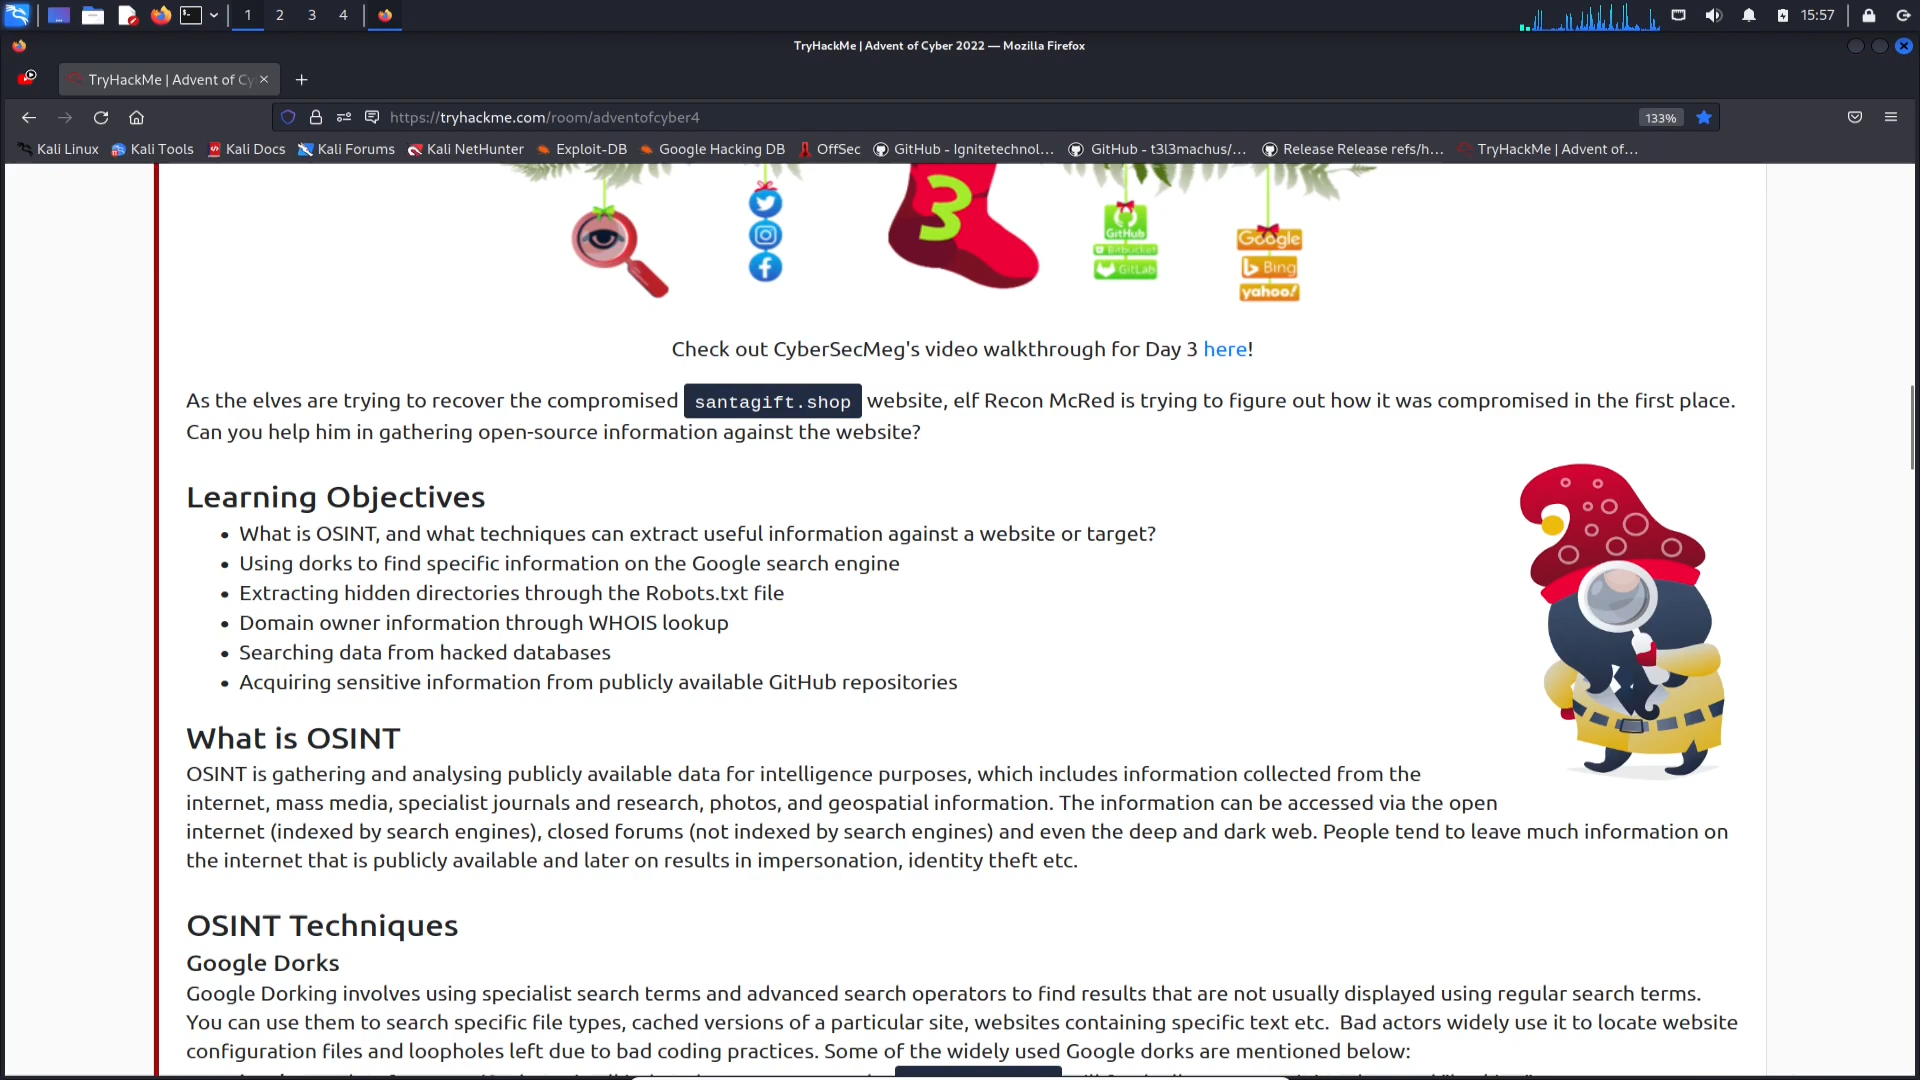 1
2
3
4
15:57
TryHackMe | Advent of Cyber 2022 — Mozilla Firefox
TryHackMe | Advent of Cy
https://tryhackme.com/room/adventofcyber4
133%
Kali Linux
Kali Tools
Kali Docs
Kali Forums
Kali NetHunter
Exploit-DB
Google Hacking DB
OffSec
GitHub - Ignitetechnol…
GitHub - t3l3machus/…
Release Release refs/h…
TryHackMe | Advent of…
3
GitHub
Bitbucket
GitLab
Google
Bing
yahoo!
Check out CyberSecMeg's video walkthrough for Day 3 here!
As the elves are trying to recover the compromised santagift.shop website, elf Recon McRed is trying to figure out how it was compromised in the first place.
Can you help him in gathering open-source information against the website?
Learning Objectives
• What is OSINT, and what techniques can extract useful information against a website or target?
• Using dorks to find specific information on the Google search engine
• Extracting hidden directories through the Robots.txt file
• Domain owner information through WHOIS lookup
• Searching data from hacked databases
• Acquiring sensitive information from publicly available GitHub repositories
What is OSINT
OSINT is gathering and analysing publicly available data for intelligence purposes, which includes information collected from the
internet, mass media, specialist journals and research, photos, and geospatial information. The information can be accessed via the open
internet (indexed by search engines), closed forums (not indexed by search engines) and even the deep and dark web. People tend to leave much information on
the internet that is publicly available and later on results in impersonation, identity theft etc.
OSINT Techniques
Google Dorks
Google Dorking involves using specialist search terms and advanced search operators to find results that are not usually displayed using regular search terms.
You can use them to search specific file types, cached versions of a particular site, websites containing specific text etc. Bad actors widely use it to locate website
configuration files and loopholes left due to bad coding practices. Some of the widely used Google dorks are mentioned below: